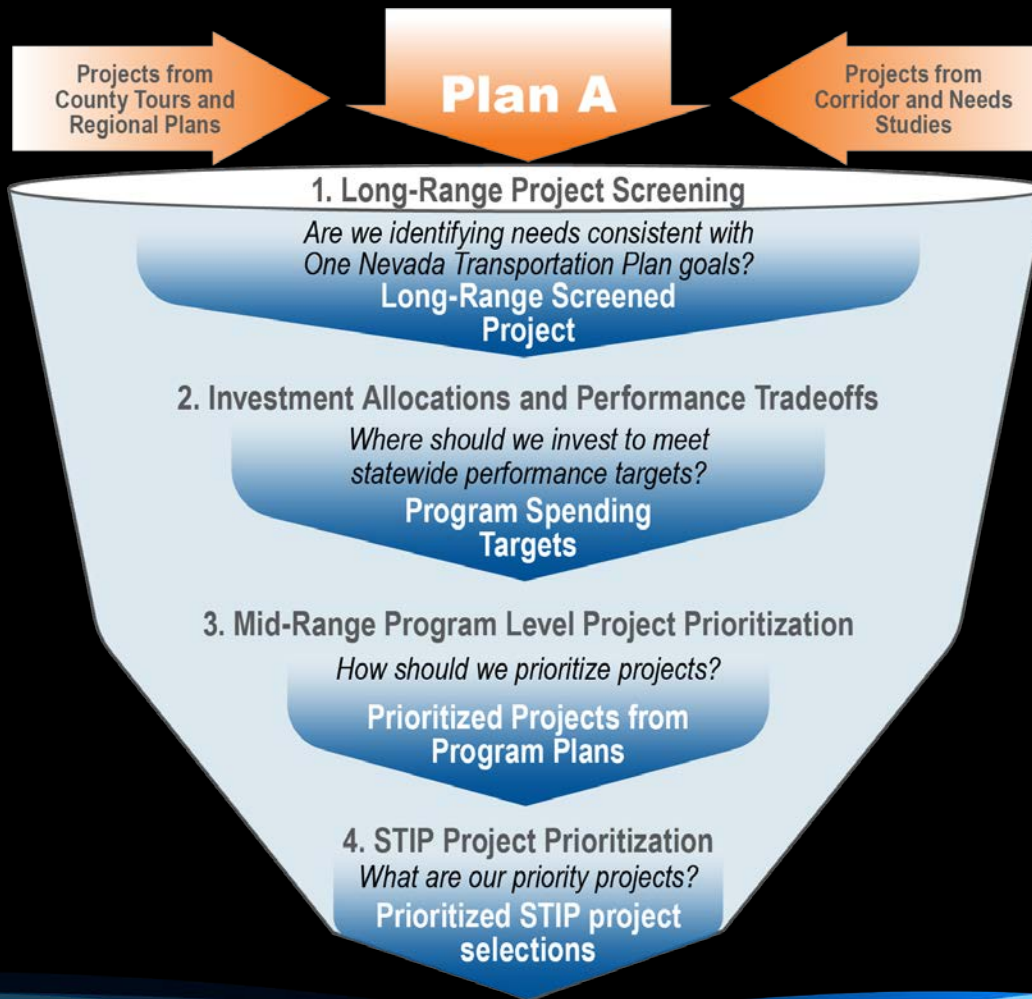 Projects from
County Tours and
Regional Plans
Plan A
Projects from
Corridor and Needs
Studies
1. Long-Range Project Screening
Are we identifying needs consistent with
One Nevada Transportation Plan goals?
Long-Range Screened
Project
2. Investment Allocations and Performance Tradeoffs
Where should we invest to meet
statewide performance targets?
Program Spending
Targets
3. Mid-Range Program Level Project Prioritization
How should we prioritize projects?
Prioritized Projects from
Program Plans
4. STIP Project Prioritization
What are our priority projects?
Prioritized STIP project
selections